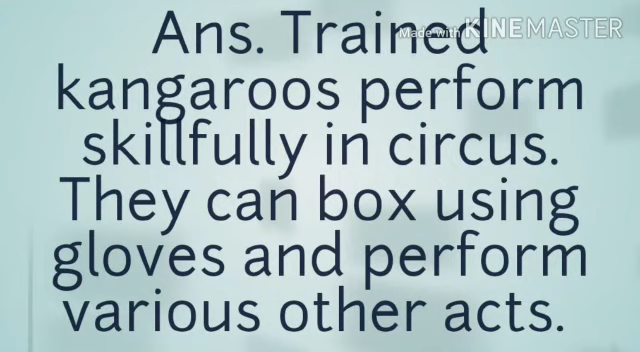 Made with KINEMASTER
Ans. Trained
kangaroos perform
skillfully in circus.
They can box using
gloves and perform
various other acts.